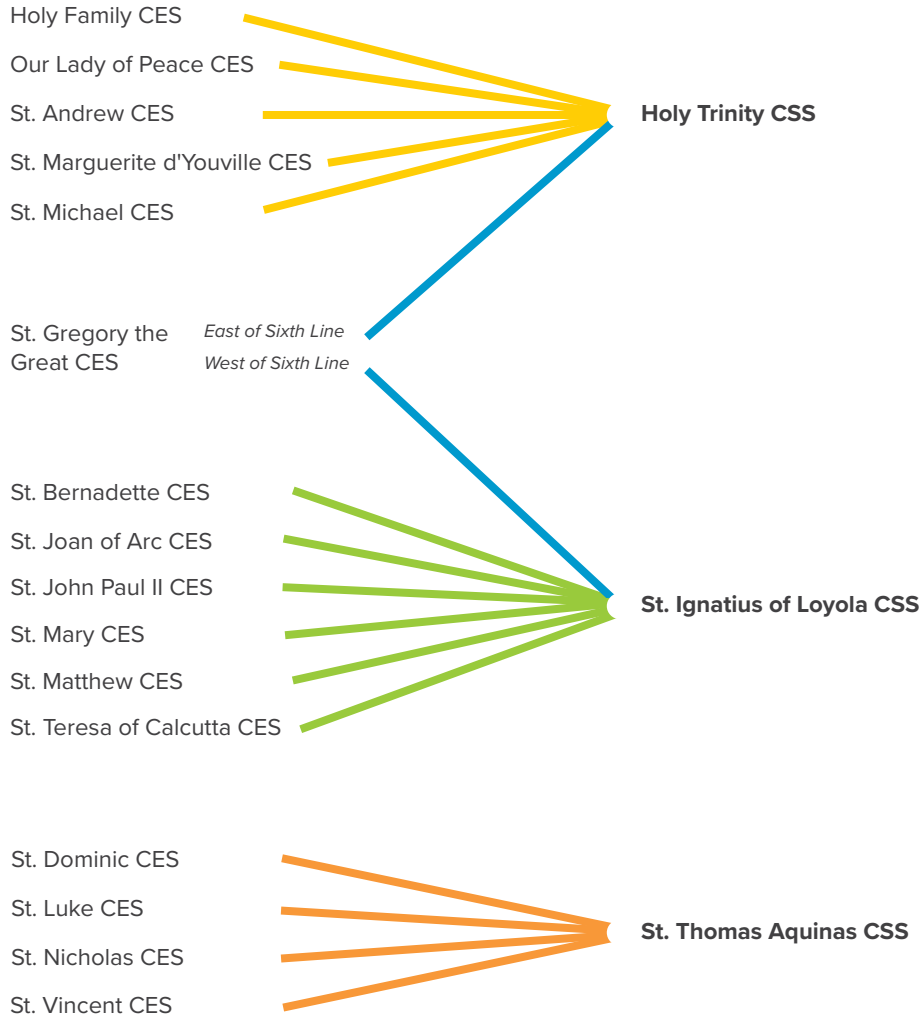 Holy Family CES
Our Lady of Peace CES
St. Andrew CES
Holy Trinity CSS
St. Marguerite d'Youville CES
St. Michael CES
St. Gregory the
Great CES
East of Sixth Line
West of Sixth Line
St. Bernadette CES
St. Joan of Arc CES
St. John Paul II CES
St. Ignatius of Loyola CSS
St. Mary CES
St. Matthew CES
St. Teresa of Calcutta CES
St. Dominic CES
St. Luke CES
St. Thomas Aquinas CSS
St. Nicholas CES
St. Vincent CES